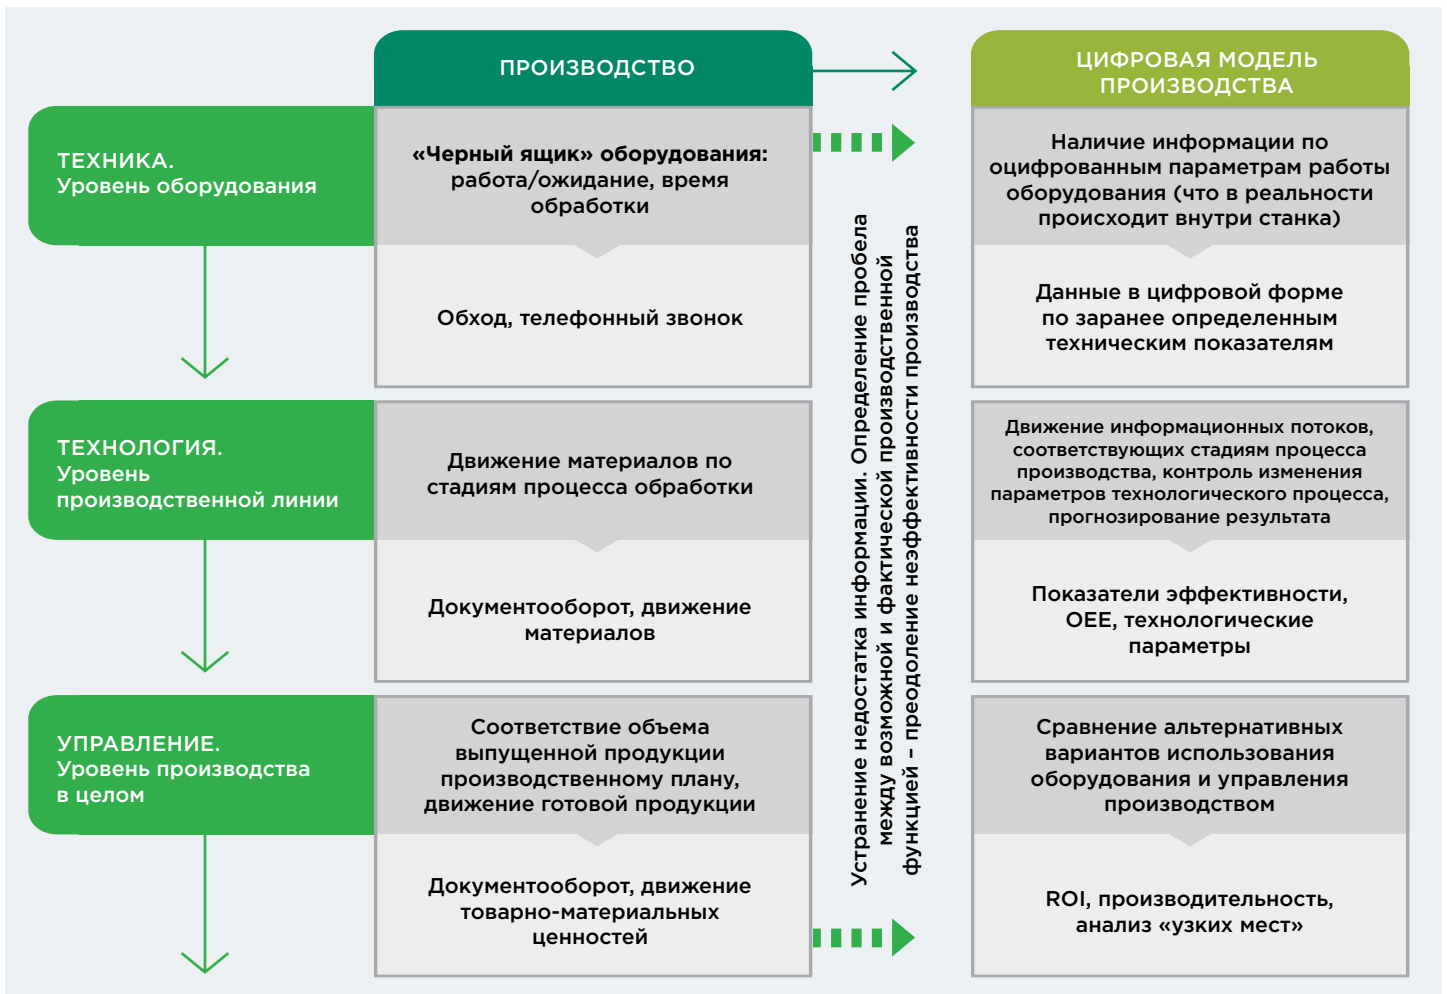 ПРОИЗВОДСТВО
ЦИФРОВАЯ МОДЕЛЬ
ПРОИЗВОДСТВА
ТЕХНИКА.
Уровень оборудования
«Черный ящик» оборудования:
работа/ожидание, время
обработки
Наличие информации по
оцифрованным параметрам работы
оборудования (что в реальности
происходит внутри станка)
Обход, телефонный звонок
Данные в цифровой форме
по заранее определенным
техническим показателям
Устранение недостатка информации. Определение пробела
между возможной и фактической производственной
функцией – преодоление неэффективности производства
ТЕХНОЛОГИЯ.
Уровень
производственной линии
Движение материалов по
стадиям процесса обработки
Движение информационных потоков,
соответствующих стадиям процесса
производства, контроль изменения
параметров технологического процесса,
прогнозирование результата
Документооборот, движение
материалов
Показатели эффективности,
OEE, технологические
параметры
УПРАВЛЕНИЕ.
Уровень производства
в целом
Соответствие объема
выпущенной продукции
производственному плану,
движение готовой продукции
Сравнение альтернативных
вариантов использования
оборудования и управления
производством
Документооборот, движение
товарно-материальных
ценностей
ROI, производительность,
анализ «узких мест»